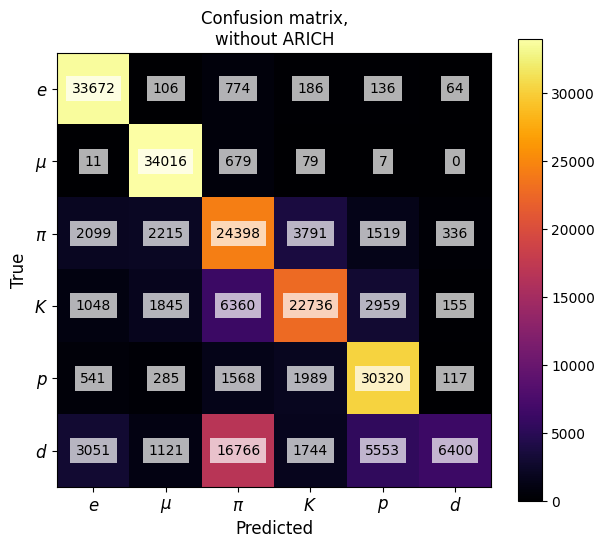 Confusion matrix,
without ARICH
e 33672 106 774 186 136 64
μ 11 34016 679 79 7 0
π 2099 2215 24398 3791 1519 336
K 1048 1845 6360 22736 2959 155
p 541 285 1568 1989 30320 117
d 3051 1121 16766 1744 5553 6400
e μ π K p d
Predicted
True
30000
25000
20000
15000
10000
5000
0